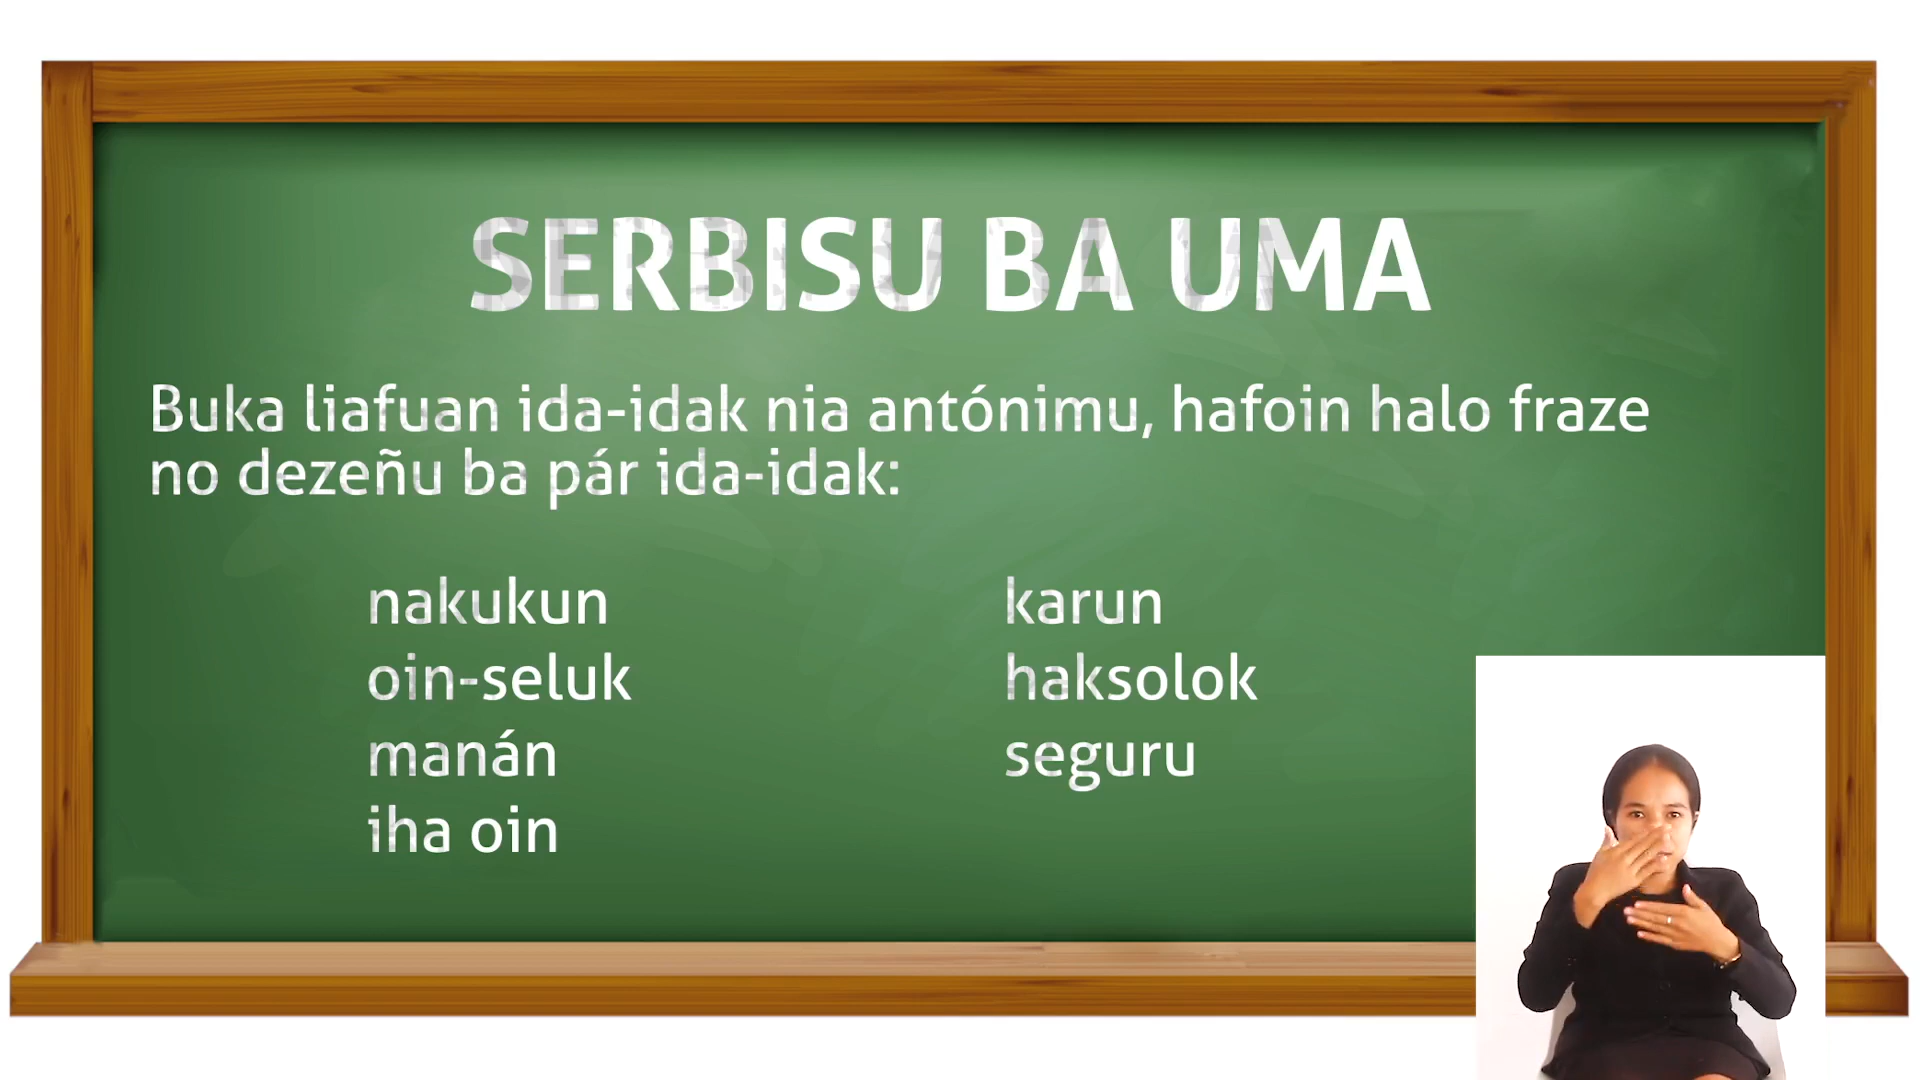 SERBISU BA UMA
Buka liafuan ida-idak nia antónimu, hafoin halo fraze
no dezeñu ba pár ida-idak:
nakukun
oin-seluk
manán
iha oin
karun
haksolok
seguru